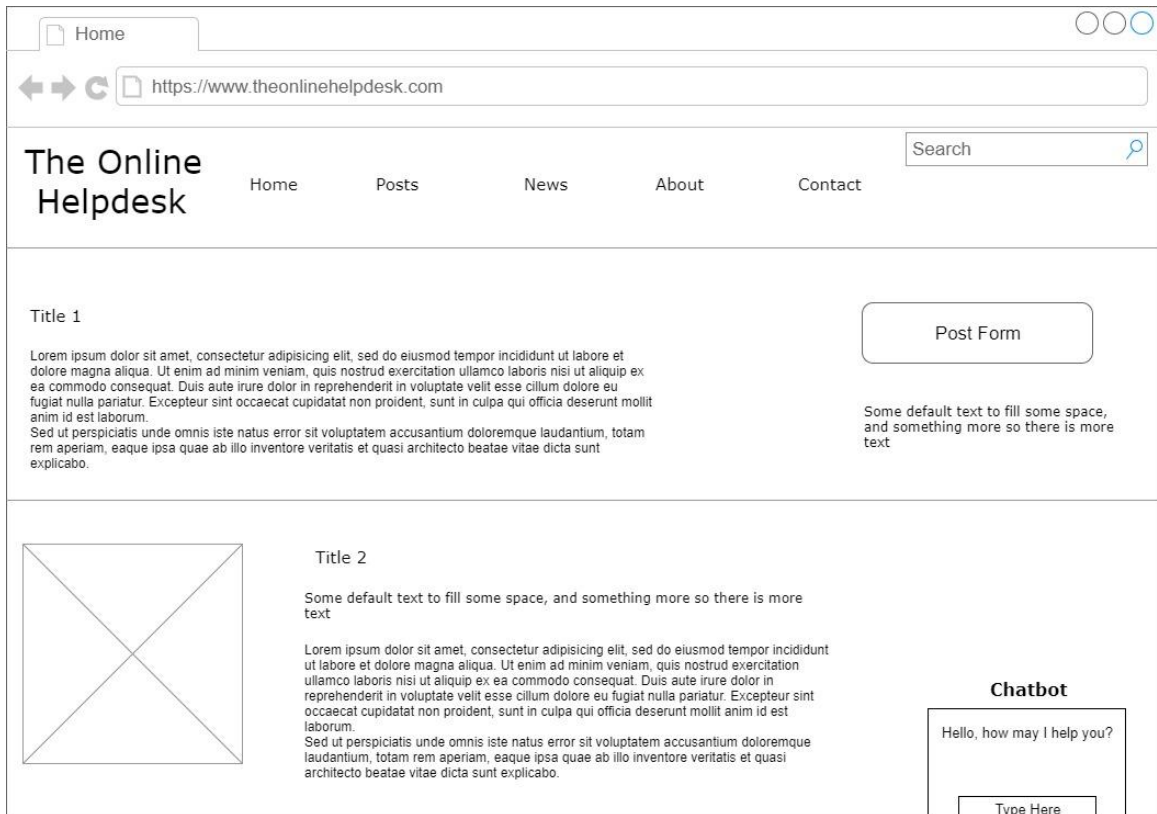 Home
https://www.theonlinehelpdesk.com
Search
The Online
Helpdesk
Home
Posts
News
About
Contact
Title 1
Lorem ipsum dolor sit amet, consectetur adipisicing elit, sed do eiusmod tempor incididunt ut labore et
dolore magna aliqua. Ut enim ad minim veniam, quis nostrud exercitation ullamco laboris nisi ut aliquip ex
ea commodo consequat. Duis aute irure dolor in reprehenderit in voluptate velit esse cillum dolore eu
fugiat nulla pariatur. Excepteur sint occaecat cupidatat non proident, sunt in culpa qui officia deserunt mollit
anim id est laborum.
Sed ut perspiciatis unde omnis iste natus error sit voluptatem accusantium doloremque laudantium, totam
rem aperiam, eaque ipsa quae ab illo inventore veritatis et quasi architecto beatae vitae dicta sunt
explicabo.
Post Form
Some default text to fill some space,
and something more so there is more
text
Title 2
Some default text to fill some space, and something more so there is more
text
Lorem ipsum dolor sit amet, consectetur adipisicing elit, sed do eiusmod tempor incididunt
ut labore et dolore magna aliqua. Ut enim ad minim veniam, quis nostrud exercitation
ullamco laboris nisi ut aliquip ex ea commodo consequat. Duis aute irure dolor in
reprehenderit in voluptate velit esse cillum dolore eu fugiat nulla pariatur. Excepteur sint
occaecat cupidatat non proident, sunt in culpa qui officia deserunt mollit anim id est
laborum.
Sed ut perspiciatis unde omnis iste natus error sit voluptatem accusantium doloremque
laudantium, totam rem aperiam, eaque ipsa quae ab illo inventore veritatis et quasi
architecto beatae vitae dicta sunt explicabo.
Chatbot
Hello, how may I help you?
Type Here